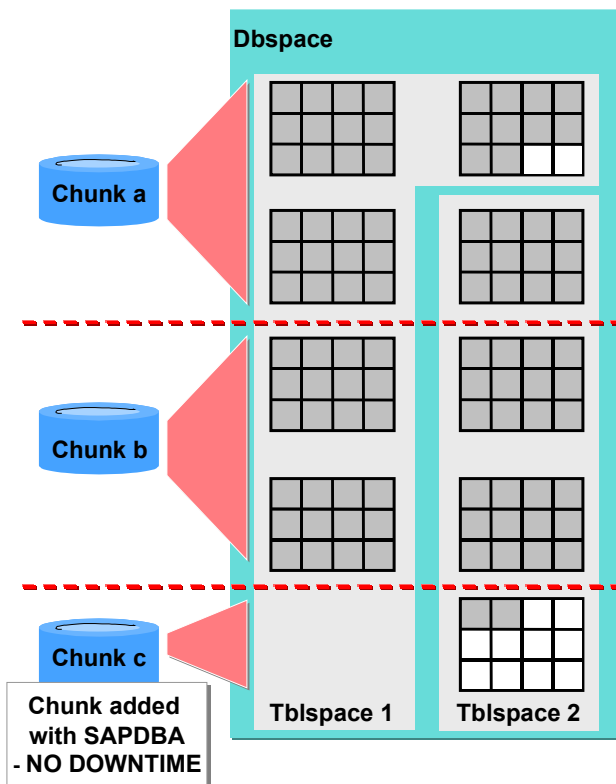 Dbspace
Chunk a
Chunk b
Chunk c
Chunk added
with SAPDBA
- NO DOWNTIME
Tblspace 1
Tblspace 2